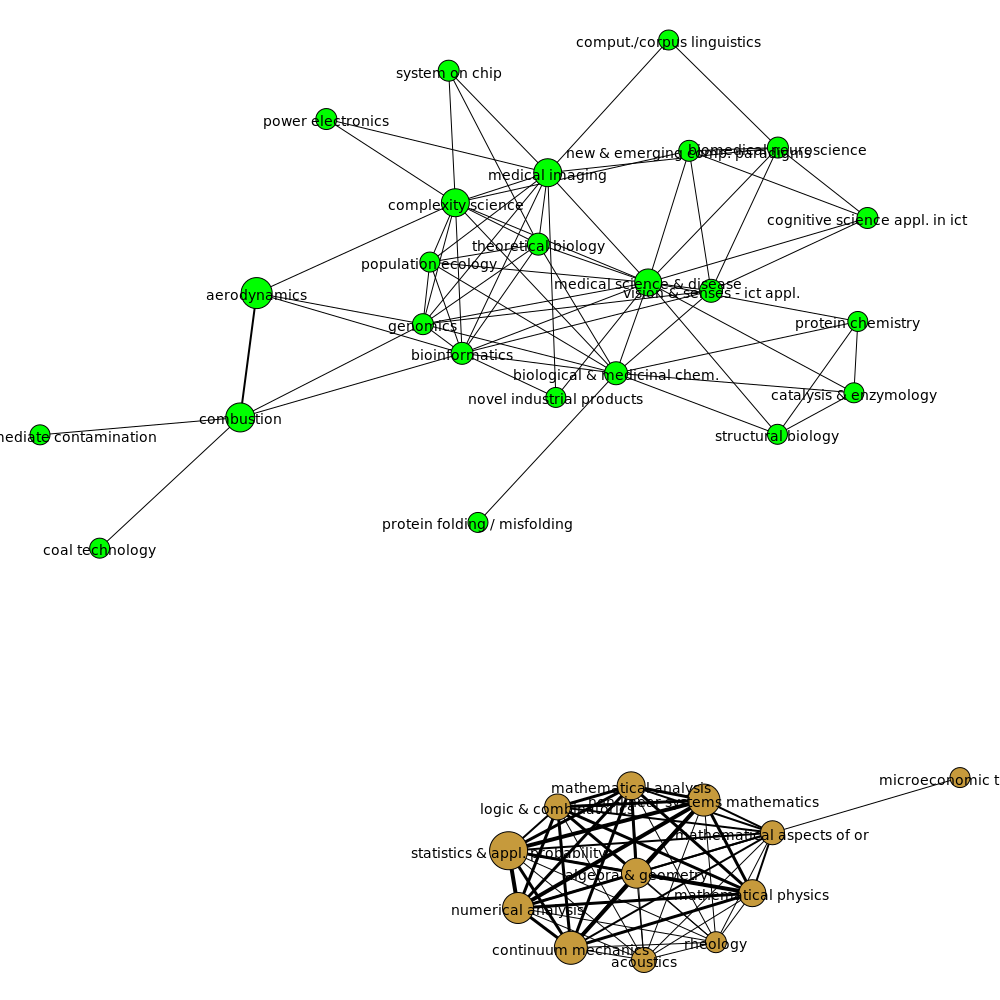 comput./corpus linguistics
system on chip
power electronics
new & emerging comp. paradigms
biomedical neuroscience
medical imaging
complexity science
cognitive science appl. in ict
theoretical biology
population ecology
medical science & disease
vision & senses - ict appl.
aerodynamics
genomics
protein chemistry
bioinformatics
biological & medicinal chem.
catalysis & enzymology
novel industrial products
combustion
mediate contamination
structural biology
protein folding / misfolding
coal technology
microeconomic t
mathematical analysis
nonlinear systems mathematics
logic & combinatorics
mathematical aspects of or
statistics & appl. probability
algebra & geometry
mathematical physics
numerical analysis
rheology
continuum mechanics
acoustics